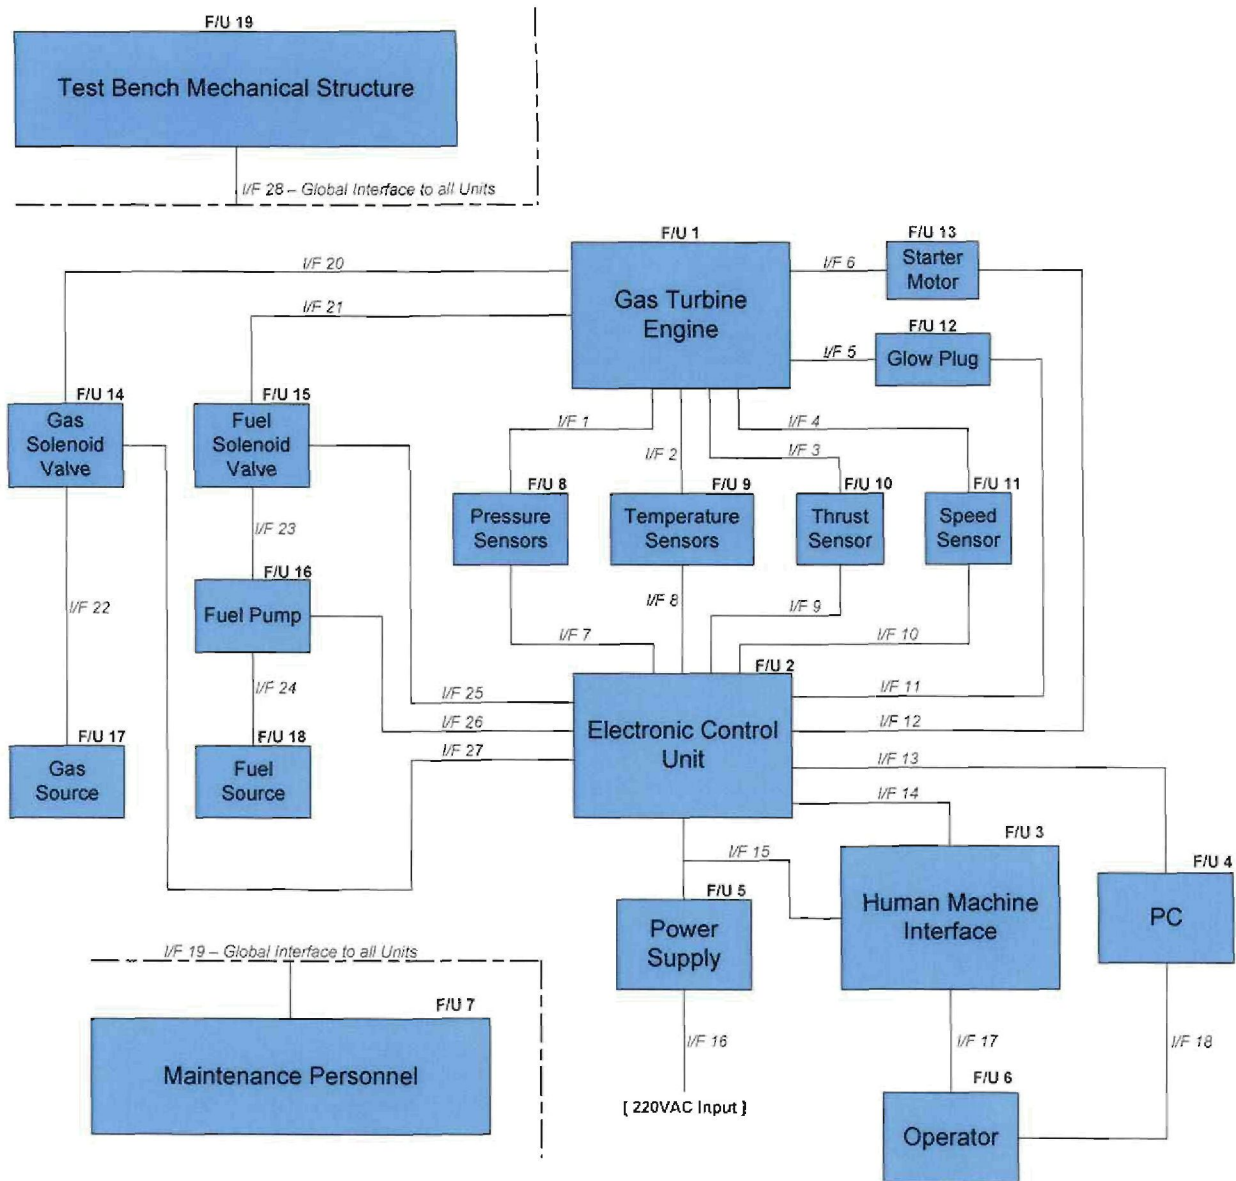 F/U 19
Test Bench Mechanical Structure
I/F 28 – Global Interface to all Units
F/U 1
Gas Turbine
Engine
F/U 13
Starter
Motor
I/F 6
I/F 20
I/F 21
F/U 12
Glow Plug
I/F 5
F/U 14
Gas
Solenoid
Valve
F/U 15
Fuel
Solenoid
Valve
I/F 1
I/F 2
I/F 3
I/F 4
F/U 8
Pressure
Sensors
F/U 9
Temperature
Sensors
F/U 10
Thrust
Sensor
F/U 11
Speed
Sensor
I/F 23
F/U 16
Fuel Pump
I/F 22
I/F 24
I/F 7
I/F 8
I/F 9
I/F 10
F/U 2
Electronic Control
Unit
I/F 25
I/F 26
I/F 27
I/F 11
I/F 12
I/F 13
I/F 14
F/U 17
Gas
Source
F/U 18
Fuel
Source
I/F 15
F/U 3
Human Machine
Interface
F/U 4
PC
F/U 5
Power
Supply
I/F 19 – Global Interface to all Units
F/U 7
Maintenance Personnel
I/F 16
I/F 17
I/F 18
[ 220VAC Input ]
F/U 6
Operator